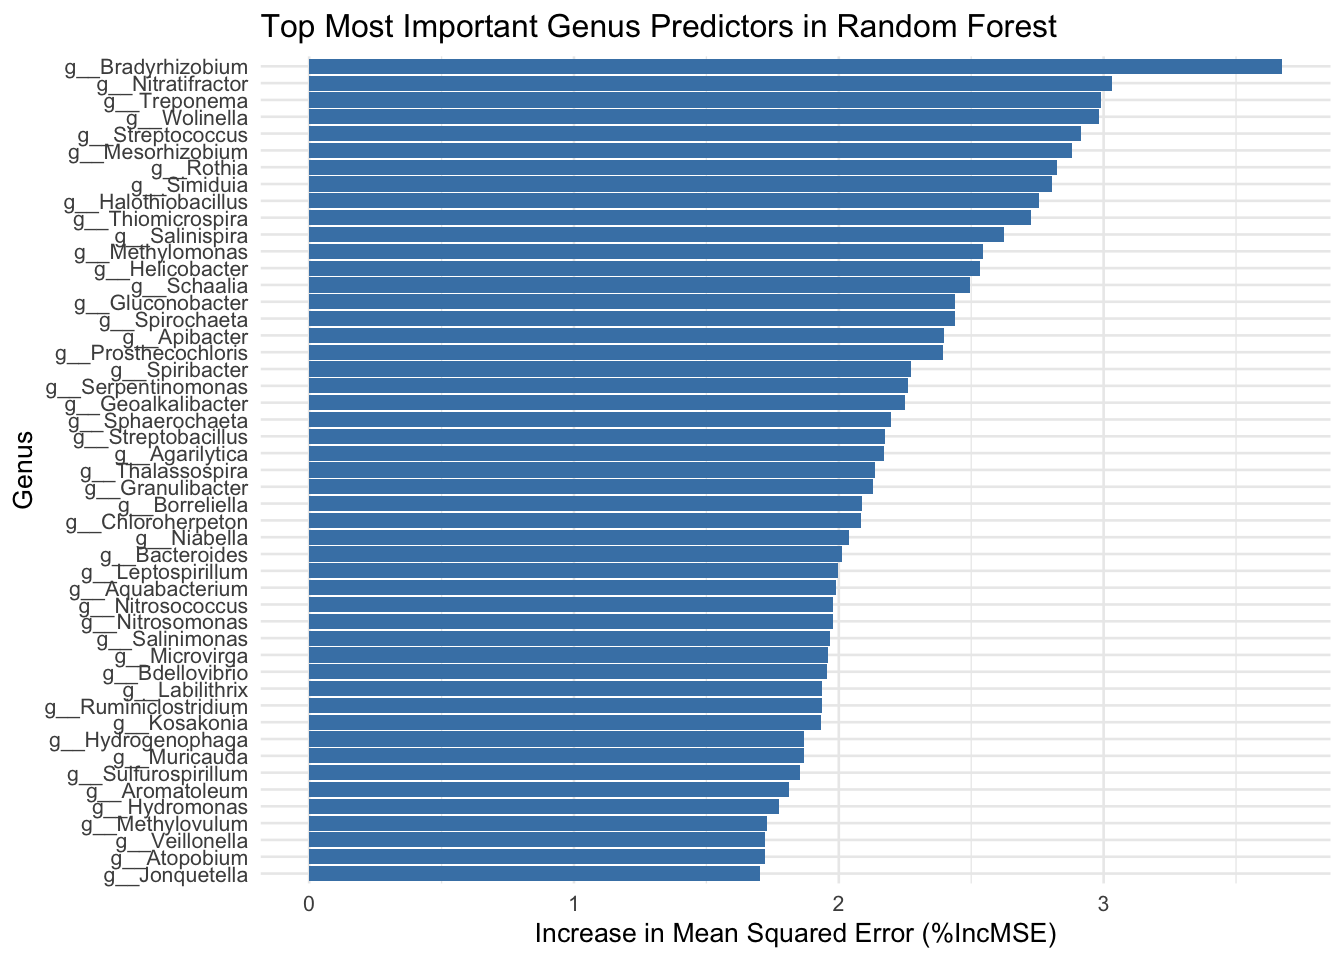 Top Most Important Genus Predictors in Random Forest
g__Bradyrhizobium
g__Nitratifractor
g__Treponema
g__Wolinella
g__Streptococcus
g__Mesorhizobium
g__Rothia
g__Simiduia
g__Halothiobacillus
g__Thiomicrospira
g__Salinispira
g__Methylomonas
g__Helicobacter
g__Schaalia
g__Gluconobacter
g__Spirochaeta
g__Apibacter
g__Prosthecochloris
g__Spiribacter
g__Serpentinomonas
g__Geoalkalibacter
g__Sphaerochaeta
g__Streptobacillus
g__Agarilytica
g__Thalassospira
g__Granulibacter
g__Borreliella
g__Chloroherpeton
g__Niabella
g__Bacteroides
g__Leptospirillum
g__Aquabacterium
g__Nitrosococcus
g__Nitrosomonas
g__Salinimonas
g__Microvirga
g__Bdellovibrio
g__Labilithrix
g__Ruminiclostridium
g__Kosakonia
g__Hydrogenophaga
g__Muricauda
g__Sulfurospirillum
g__Aromatoleum
g__Hydromonas
g__Methylovulum
g__Veillonella
g__Atopobium
g__Jonquetella
Genus
0 1 2 3
Increase in Mean Squared Error (%IncMSE)